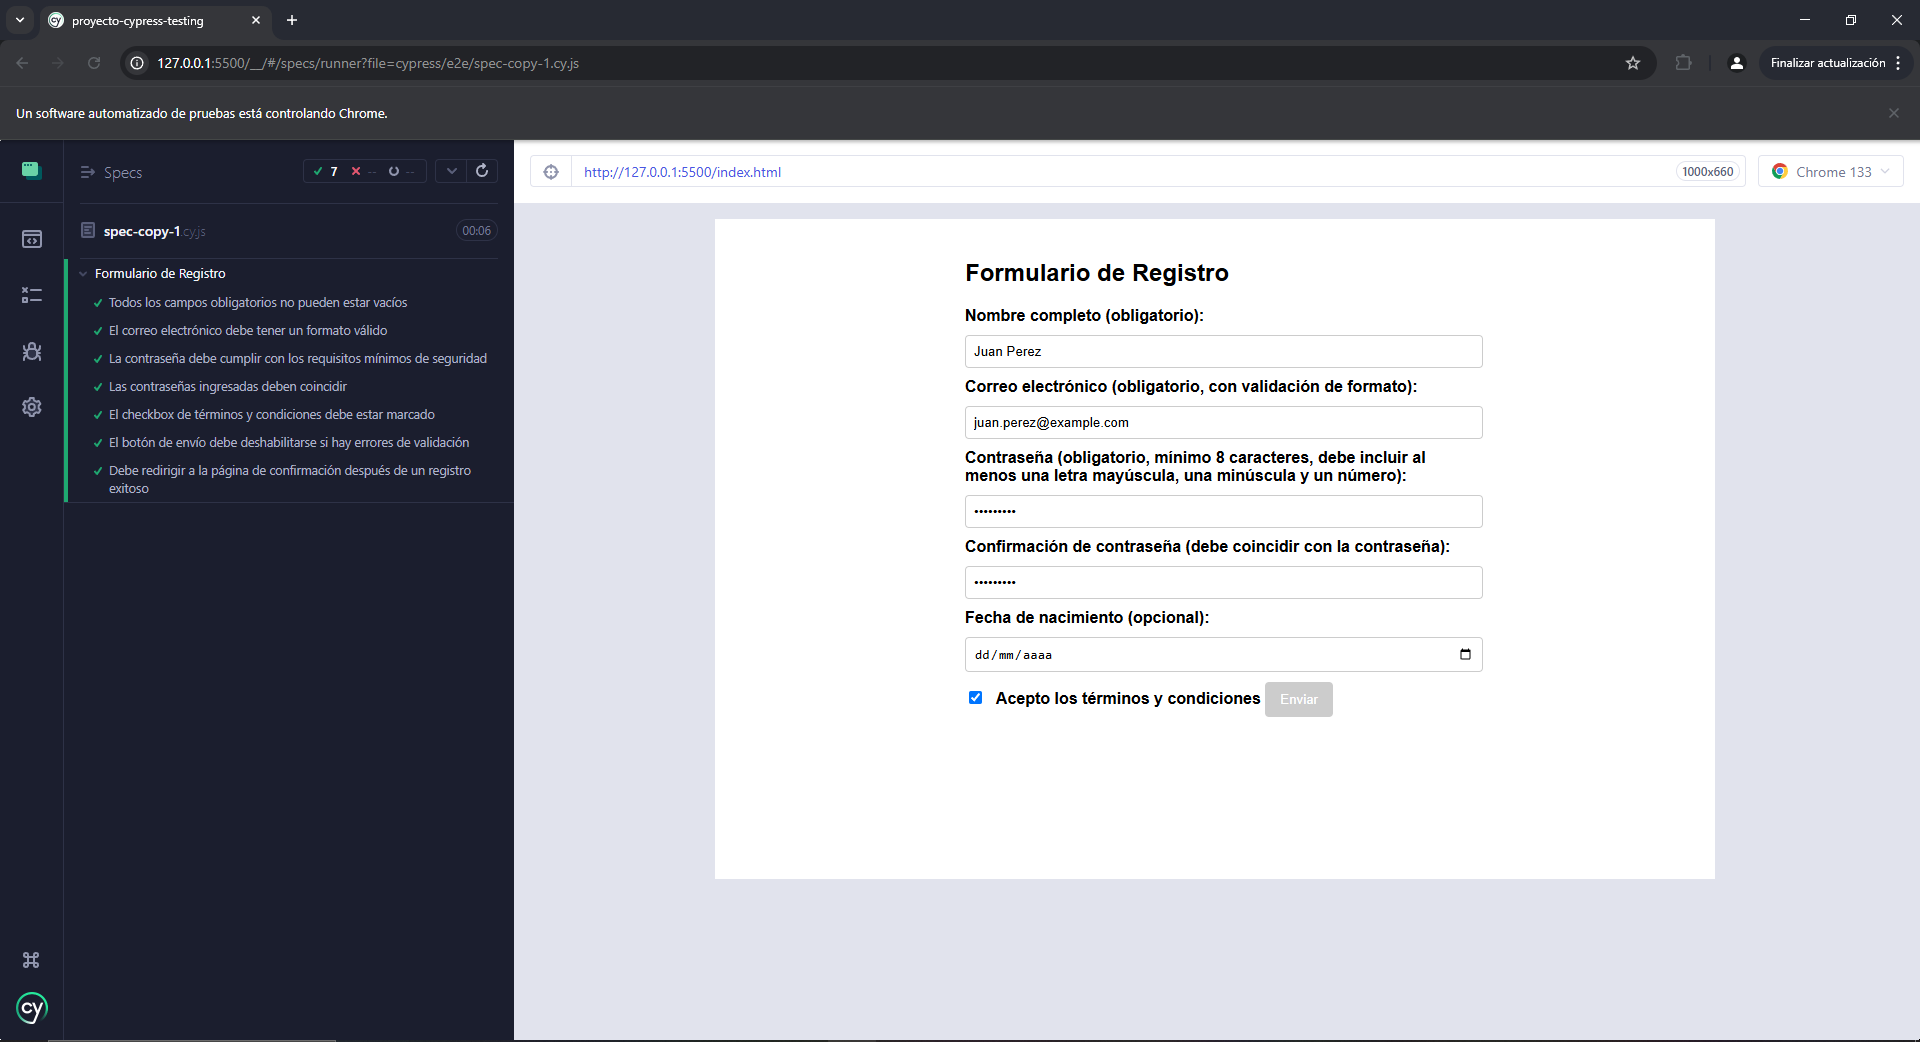 proyecto-cypress-testing
127.0.0.1:5500/__/#/specs/runner?file=cypress/e2e/spec-copy-1.cy.js
Finalizar actualización
Un software automatizado de pruebas está controlando Chrome.
Specs
7 -- --
http://127.0.0.1:5500/index.html
1000x660
Chrome 133
spec-copy-1.cy.js
00:06
Formulario de Registro
Todos los campos obligatorios no pueden estar vacíos
El correo electrónico debe tener un formato válido
La contraseña debe cumplir con los requisitos mínimos de seguridad
Las contraseñas ingresadas deben coincidir
El checkbox de términos y condiciones debe estar marcado
El botón de envío debe deshabilitarse si hay errores de validación
Debe redirigir a la página de confirmación después de un registro
exitoso
Formulario de Registro
Nombre completo (obligatorio):
Juan Perez
Correo electrónico (obligatorio, con validación de formato):
juan.perez@example.com
Contraseña (obligatorio, mínimo 8 caracteres, debe incluir al
menos una letra mayúscula, una minúscula y un número):
•••••••••
Confirmación de contraseña (debe coincidir con la contraseña):
•••••••••
Fecha de nacimiento (opcional):
dd/mm/aaaa
Acepto los términos y condiciones
Enviar
cy